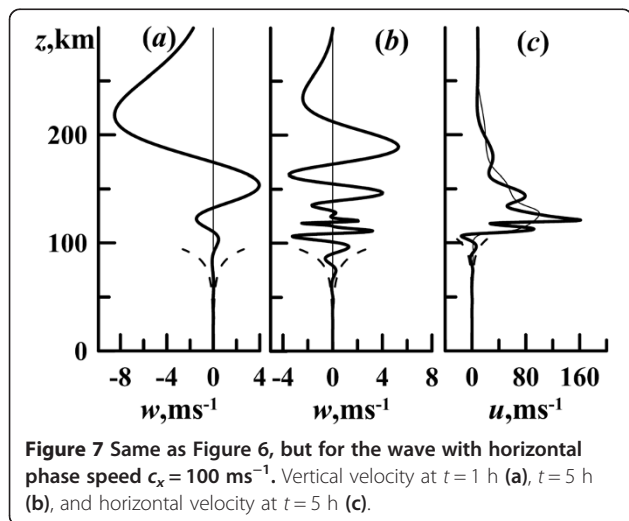 z,km
(a)
(b)
(c)
200
100
0
-8
-4
0
4
-4
0
4
8
0
80
160
w,ms⁻¹
w,ms⁻¹
u,ms⁻¹
Figure 7 Same as Figure 6, but for the wave with horizontal
phase speed cₓ = 100 ms⁻¹. Vertical velocity at t = 1 h (a), t = 5 h
(b), and horizontal velocity at t = 5 h (c).